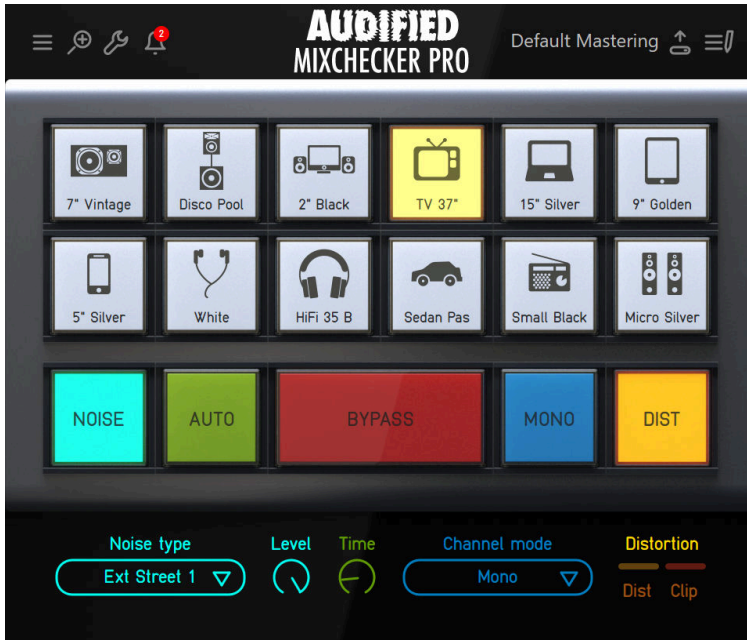 2
AUDIFIED
MIXCHECKER PRO
Default Mastering
7" Vintage
Disco Pool
2" Black
TV 37"
15" Silver
9" Golden
5" Silver
White
HiFi 35 B
Sedan Pas
Small Black
Micro Silver
NOISE
AUTO
BYPASS
MONO
DIST
Noise type
Level
Time
Channel mode
Distortion
Ext Street 1
Mono
Dist
Clip